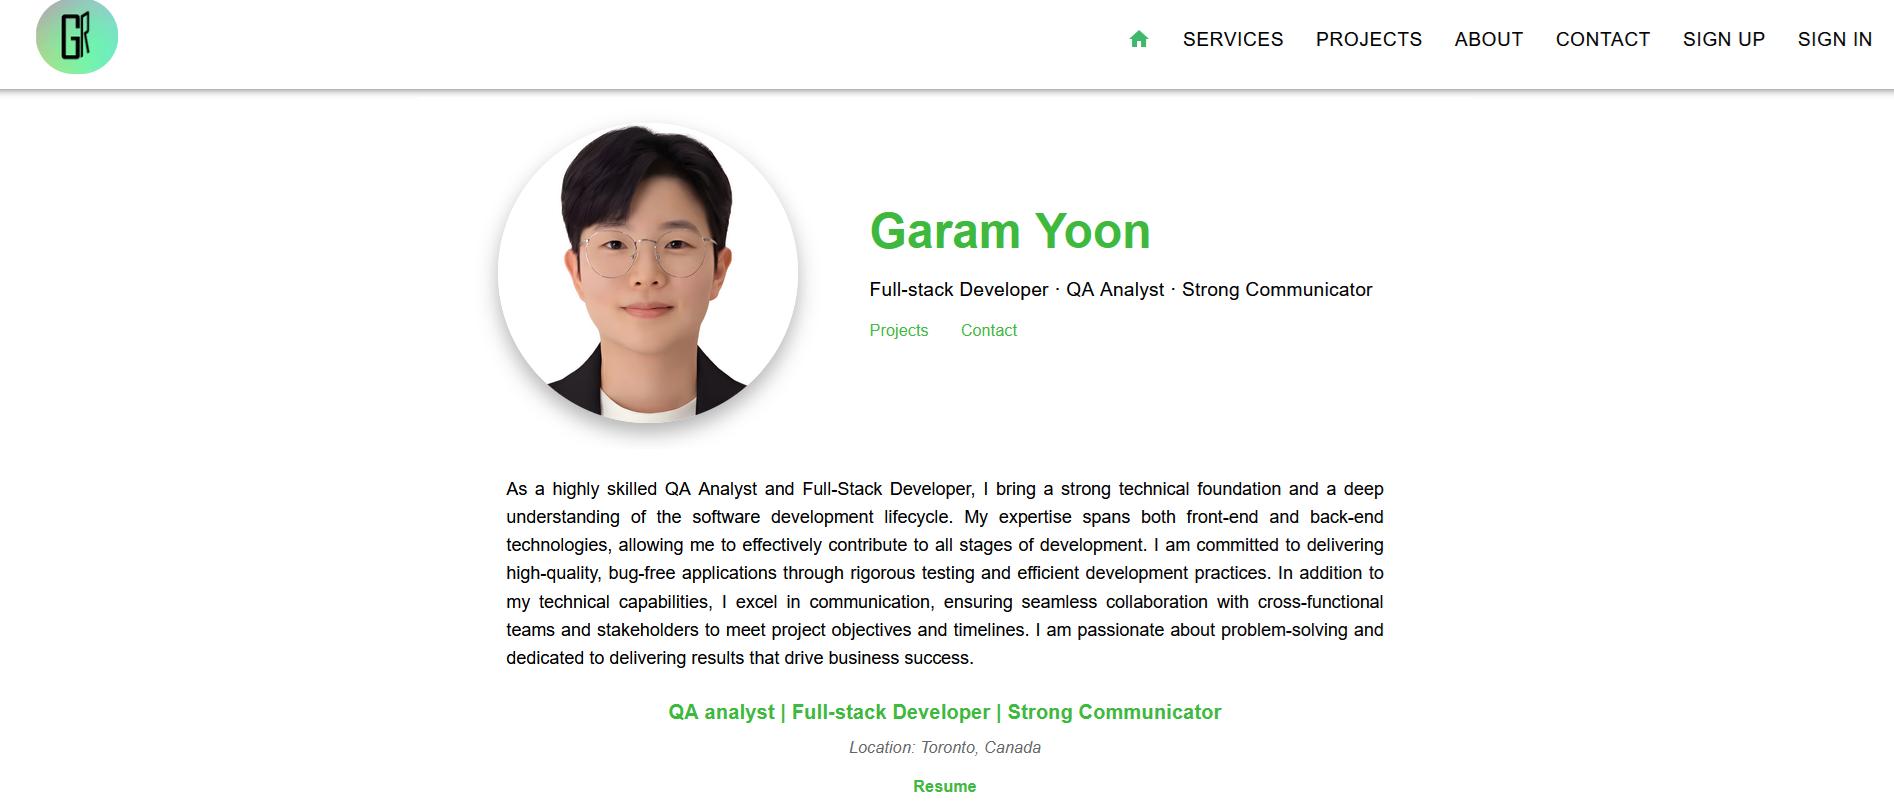 GR
SERVICES PROJECTS ABOUT CONTACT SIGN UP SIGN IN
Garam Yoon
Full-stack Developer · QA Analyst · Strong Communicator
Projects Contact
As a highly skilled QA Analyst and Full-Stack Developer, I bring a strong technical foundation and a deep
understanding of the software development lifecycle. My expertise spans both front-end and back-end
technologies, allowing me to effectively contribute to all stages of development. I am committed to delivering
high-quality, bug-free applications through rigorous testing and efficient development practices. In addition to
my technical capabilities, I excel in communication, ensuring seamless collaboration with cross-functional
teams and stakeholders to meet project objectives and timelines. I am passionate about problem-solving and
dedicated to delivering results that drive business success.
QA analyst | Full-stack Developer | Strong Communicator
Location: Toronto, Canada
Resume